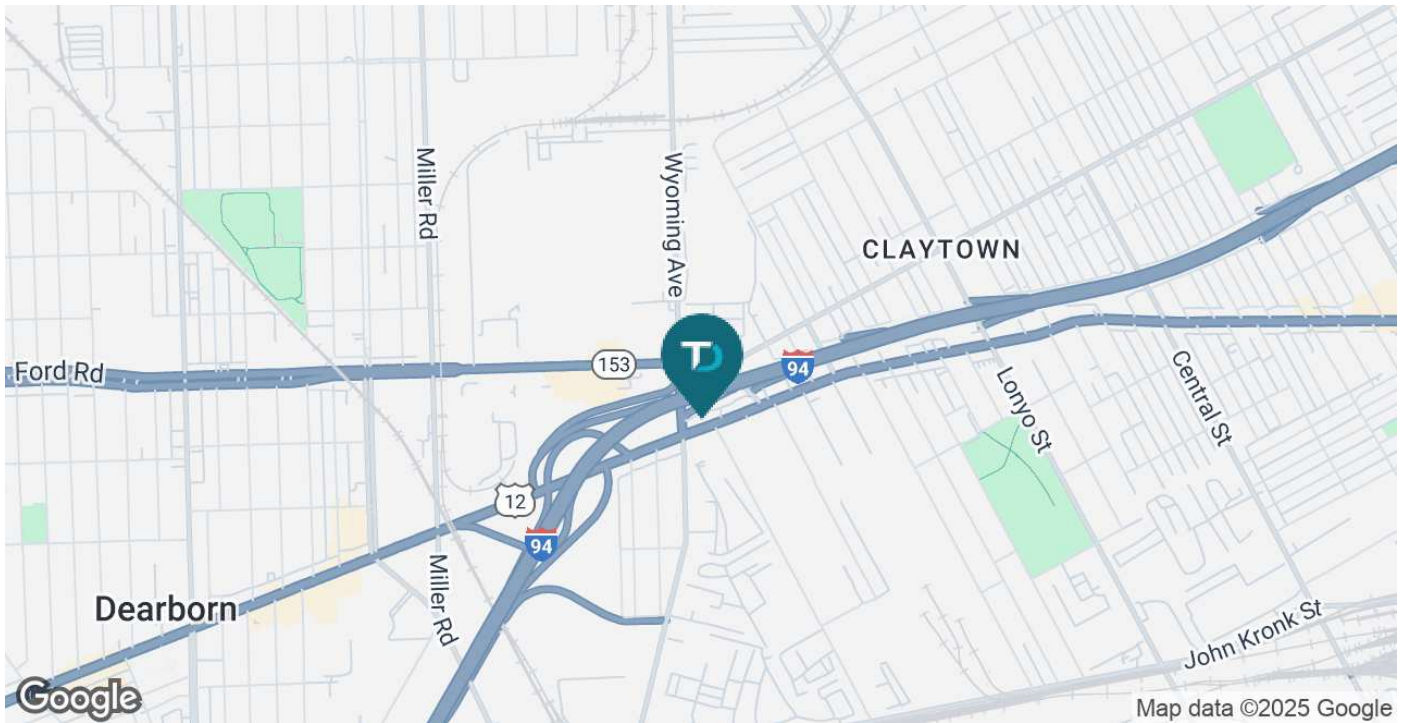 Miller Rd
Wyoming Ave
CLAYTOWN
Ford Rd
153
TD
94
Central St
Lonyo St
12
94
Miller Rd
Dearborn
John Kronk St
Google
Map data ©2025 Google